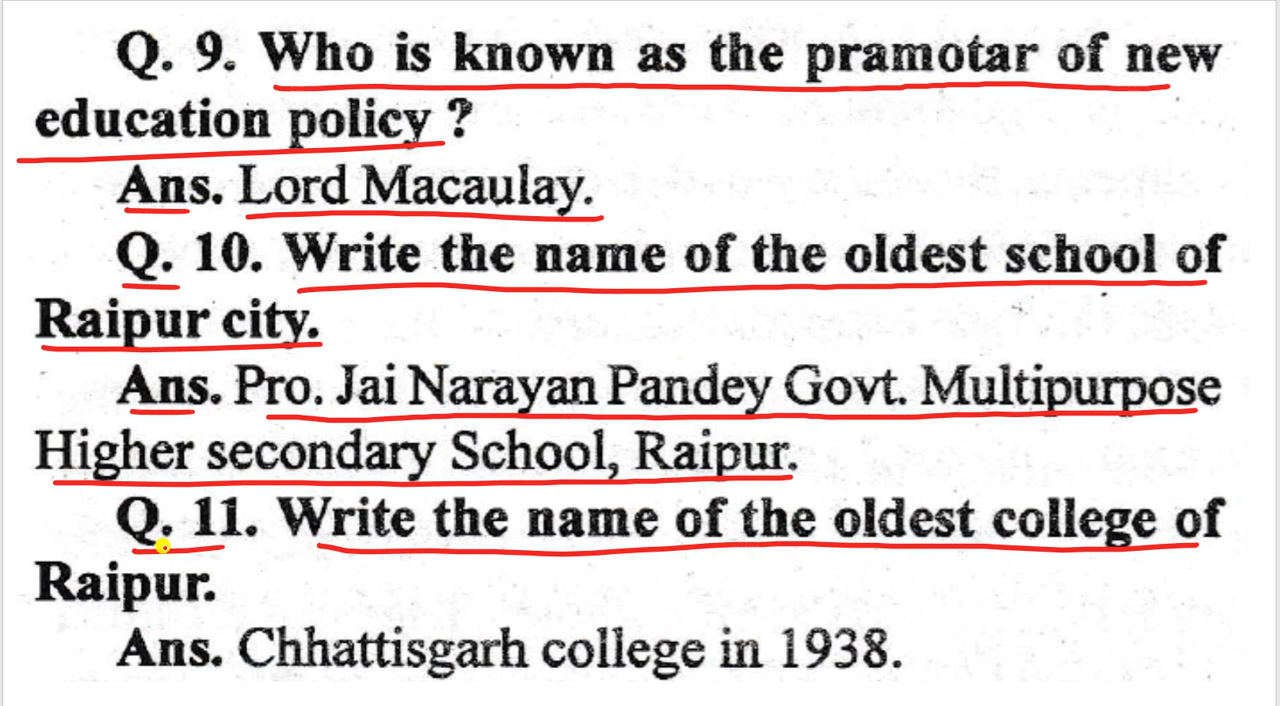 Q. 9. Who is known as the pramotar of new
education policy ?
Ans. Lord Macaulay.
Q. 10. Write the name of the oldest school of
Raipur city.
Ans. Pro. Jai Narayan Pandey Govt. Multipurpose
Higher secondary School, Raipur.
Q. 11. Write the name of the oldest college of
Raipur.
Ans. Chhattisgarh college in 1938.